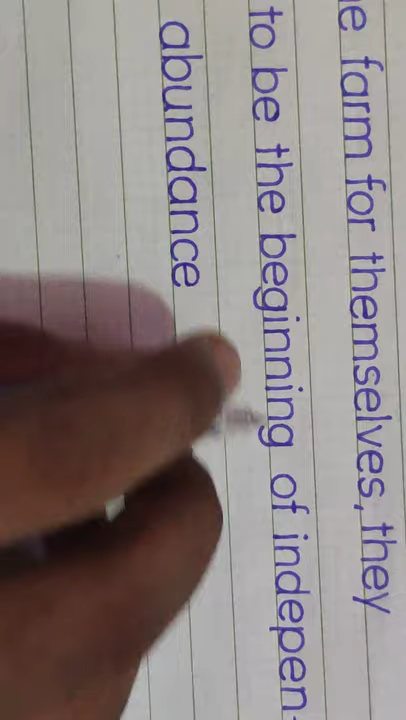 farm for themselves, they
to be the beginning of indepen
abundance